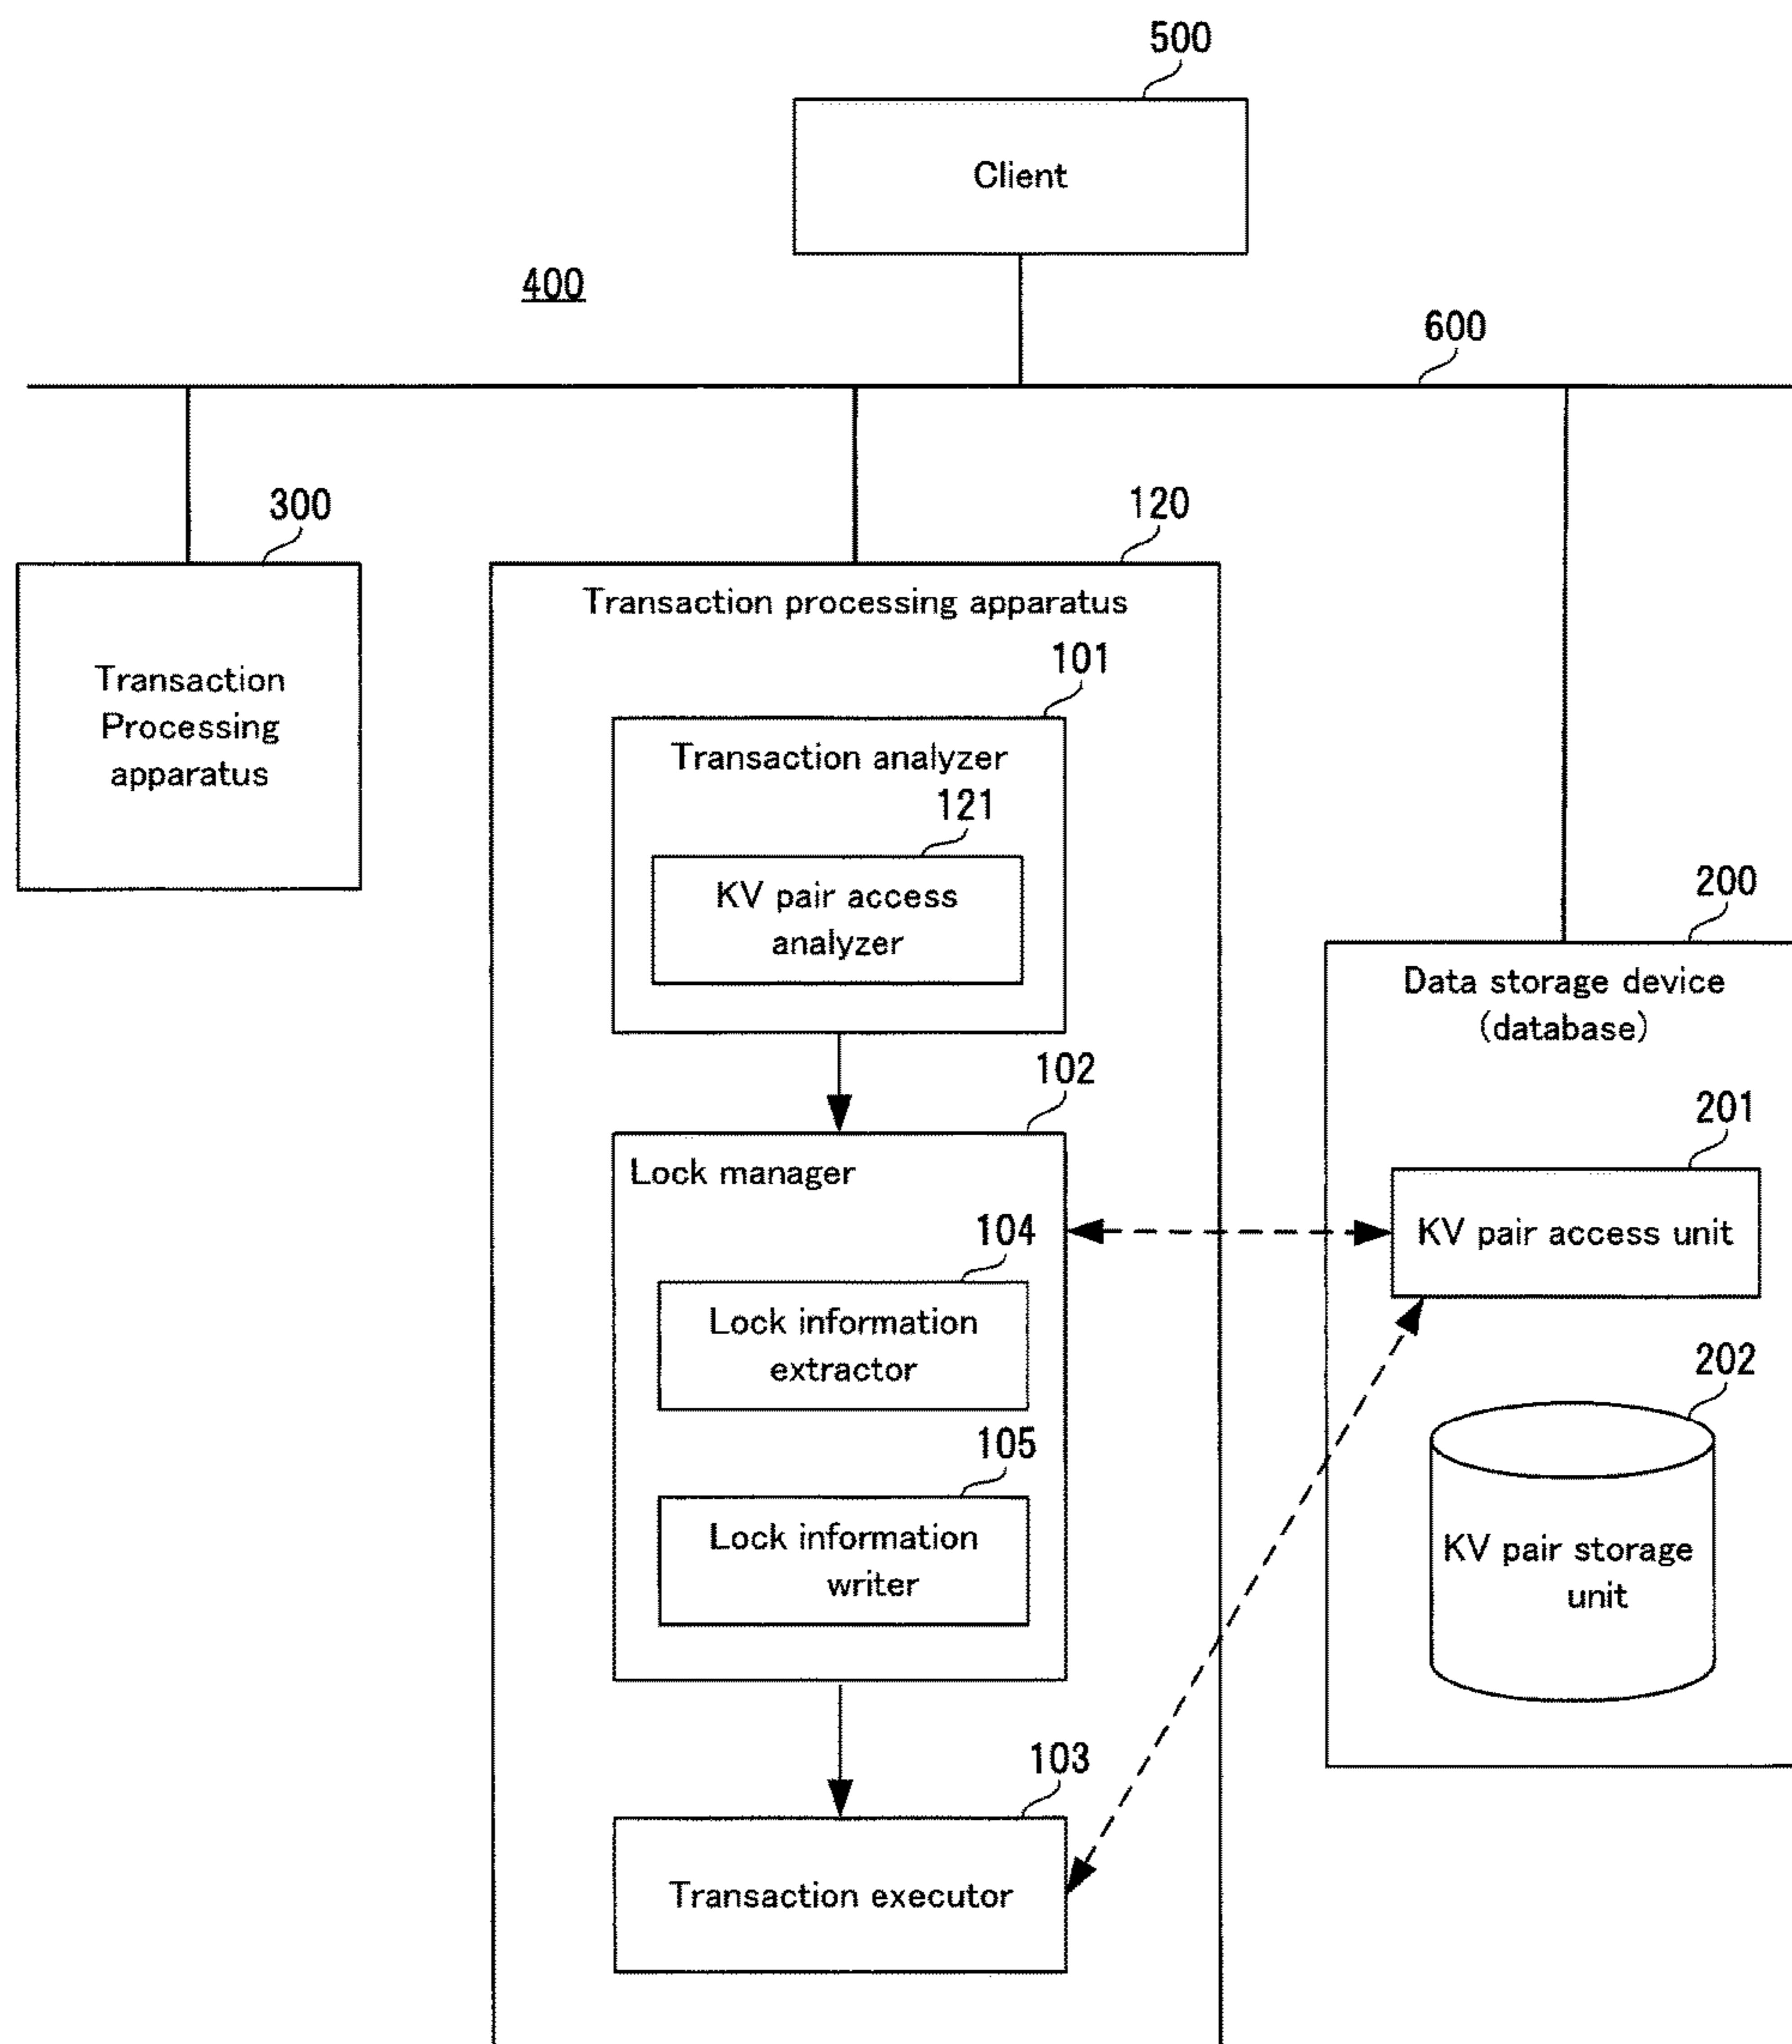 500
Client
400
600
300
Transaction
Processing
apparatus
120
Transaction processing apparatus
101
Transaction analyzer
121
KV pair access
analyzer
102
Lock manager
104
Lock information
extractor
105
Lock information
writer
103
Transaction executor
200
Data storage device
(database)
201
KV pair access unit
202
KV pair storage
unit